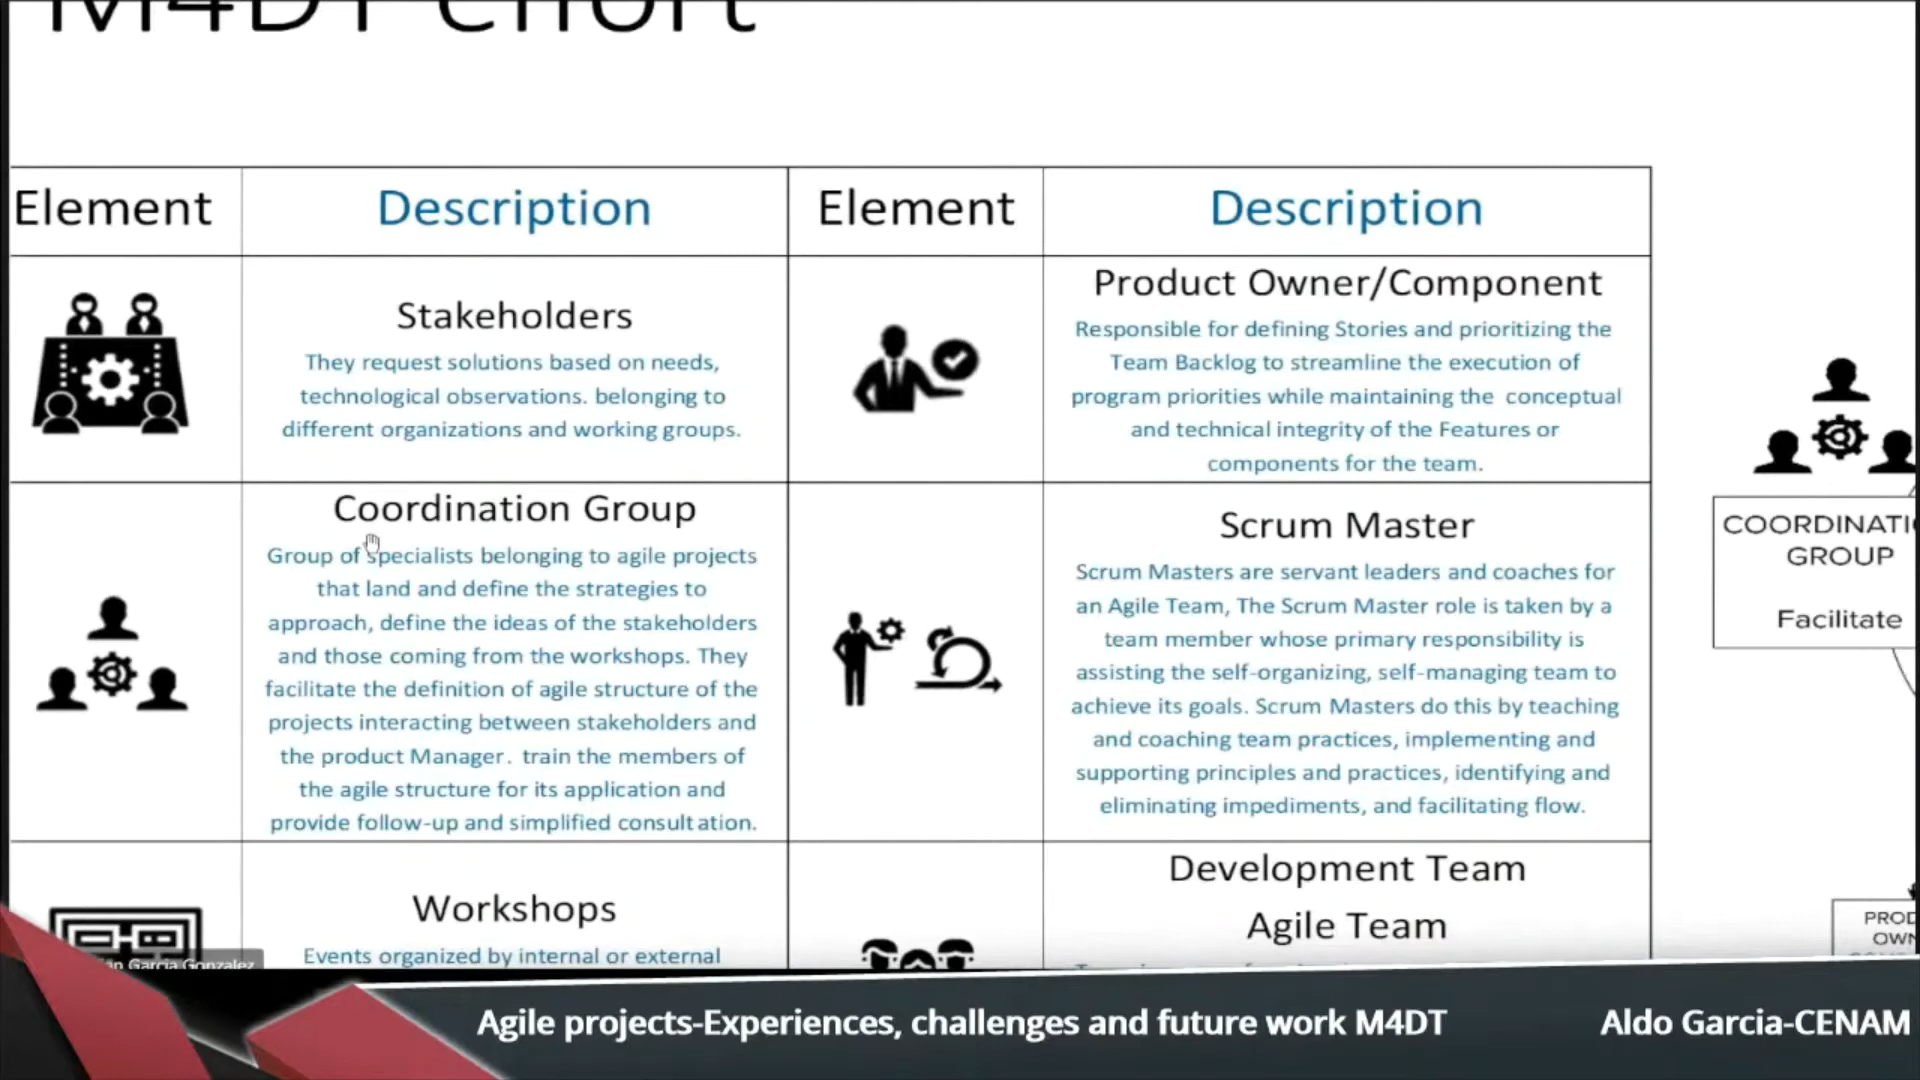 M4DT effort
Element
Description
Element
Description
Stakeholders
They request solutions based on needs,
technological observations. belonging to
different organizations and working groups.
Product Owner/Component
Responsible for defining Stories and prioritizing the
Team Backlog to streamline the execution of
program priorities while maintaining the conceptual
and technical integrity of the Features or
components for the team.
Coordination Group
Group of specialists belonging to agile projects
that land and define the strategies to
approach, define the ideas of the stakeholders
and those coming from the workshops. They
facilitate the definition of agile structure of the
projects interacting between stakeholders and
the product Manager. train the members of
the agile structure for its application and
provide follow-up and simplified consultation.
Scrum Master
Scrum Masters are servant leaders and coaches for
an Agile Team, The Scrum Master role is taken by a
team member whose primary responsibility is
assisting the self-organizing, self-managing team to
achieve its goals. Scrum Masters do this by teaching
and coaching team practices, implementing and
supporting principles and practices, identifying and
eliminating impediments, and facilitating flow.
Workshops
Events organized by internal or external
Development Team
Agile Team
COORDINATI
GROUP
Facilitate
PROD
OWN
Garcia Gonzalez
Agile projects-Experiences, challenges and future work M4DT
Aldo Garcia-CENAM